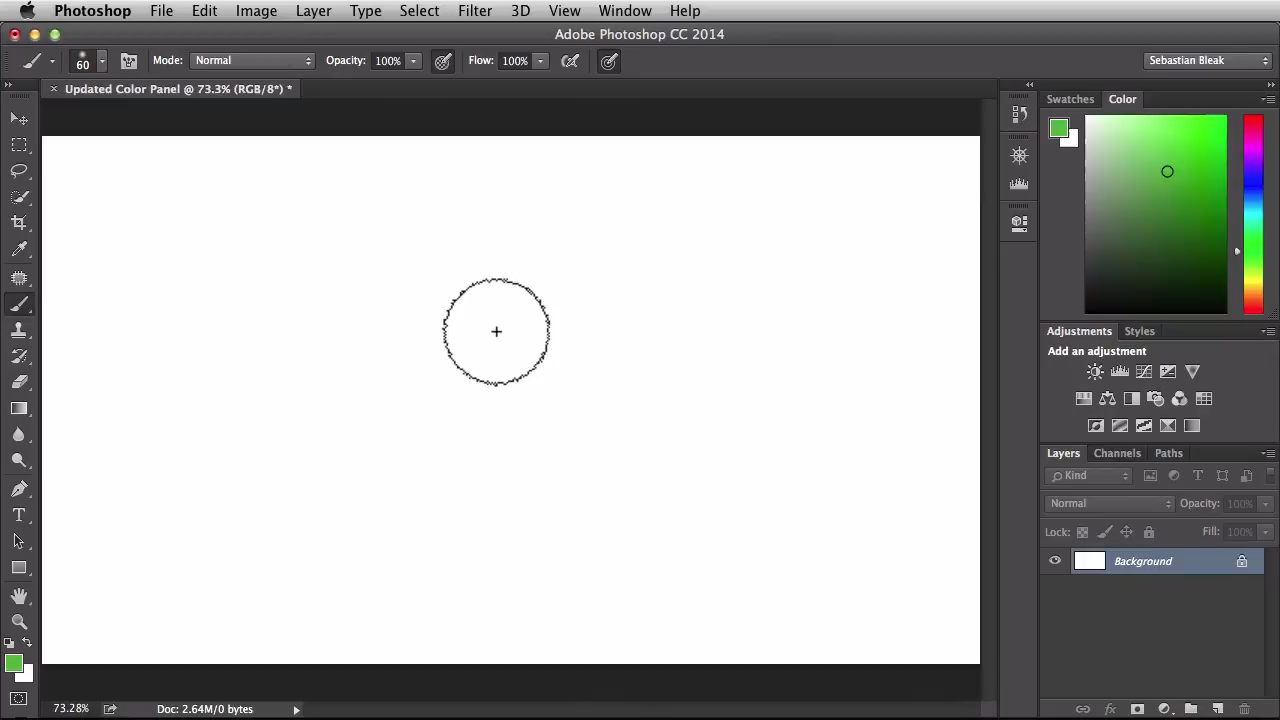 Photoshop File Edit Image Layer Type Select Filter 3D View Window Help
Adobe Photoshop CC 2014
60 Mode: Normal Opacity: 100% Flow: 100% Sebastian Bleak
Updated Color Panel @ 73.3% (RGB/8*) *
Swatches Color
Adjustments Styles
Add an adjustment
Layers Channels Paths
Kind
Normal Opacity: 100%
Lock: Fill: 100%
Background
73.28% Doc: 2.64M/0 bytes